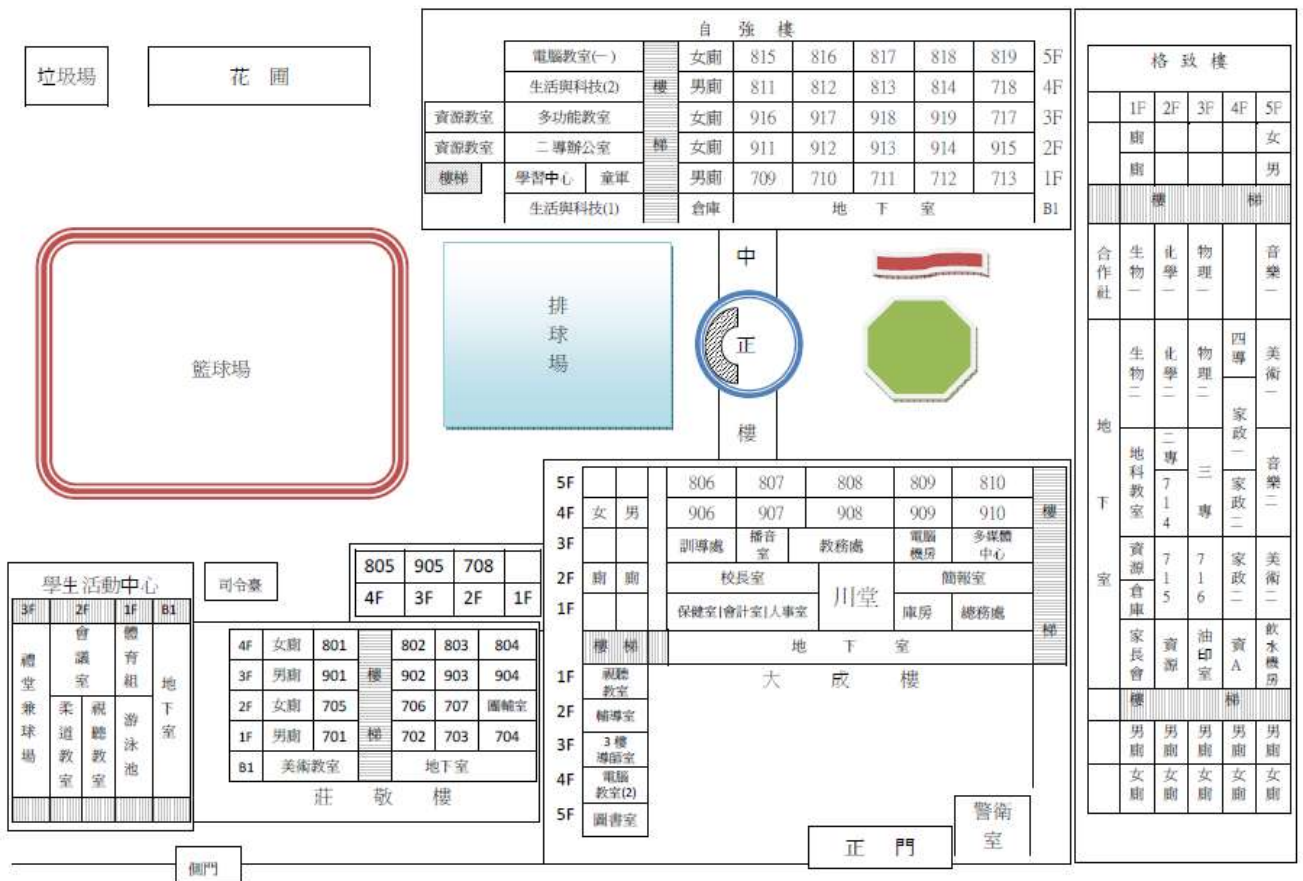 垃圾場
花 圃
自 強 樓
電腦教室(一) 女廁 815 816 817 818 819 5F
生活與科技(2) 樓 男廁 811 812 813 814 718 4F
資源教室 多功能教室 女廁 916 917 918 919 717 3F
資源教室 二導辦公室 梯 女廁 911 912 913 914 915 2F
樓梯 學習中心 童軍 男廁 709 710 711 712 713 1F
生活與科技(1) 倉庫 地 下 室 B1
格 致 樓
1F 2F 3F 4F 5F
廁 女
廁 男
樓 梯
合作社 生物一 化學一 物理一 音樂一
地下室
生物二 化學二 物理二 四導 美術一
家政一
地科教室 二專 三專 家政二 音樂二
714
資源 715 716 家政二 美術二
倉庫
家長會 資源 油印室 資A 飲水機房
樓 梯
男廁 男廁 男廁 男廁 男廁
女廁 女廁 女廁 女廁 女廁
籃球場
排球場
中
正
樓
5F 806 807 808 809 810
4F 女 男 906 907 908 909 910 樓
3F 訓導處 播音室 教務處 電腦機房 多媒體中心
2F 廁 廁 校長室 川堂 簡報室
1F 保健室|會計室|人事室 庫房 總務處
梯
樓 梯 地 下 室
大 成 樓
1F 視聽教室
2F 輔導室
3F 3樓導師室
4F 電腦教室(2)
5F 圖書室
805 905 708
4F 3F 2F 1F
司令臺
學生活動中心
3F 2F 1F B1
禮堂兼球場
會議室
柔道教室
視聽教室
體育組
游泳池
地下室
4F 女廁 801 802 803 804
3F 男廁 901 樓 902 903 904
2F 女廁 705 706 707 團輔室
1F 男廁 701 梯 702 703 704
B1 美術教室 地下室
莊 敬 樓
側門
正 門
警衛室